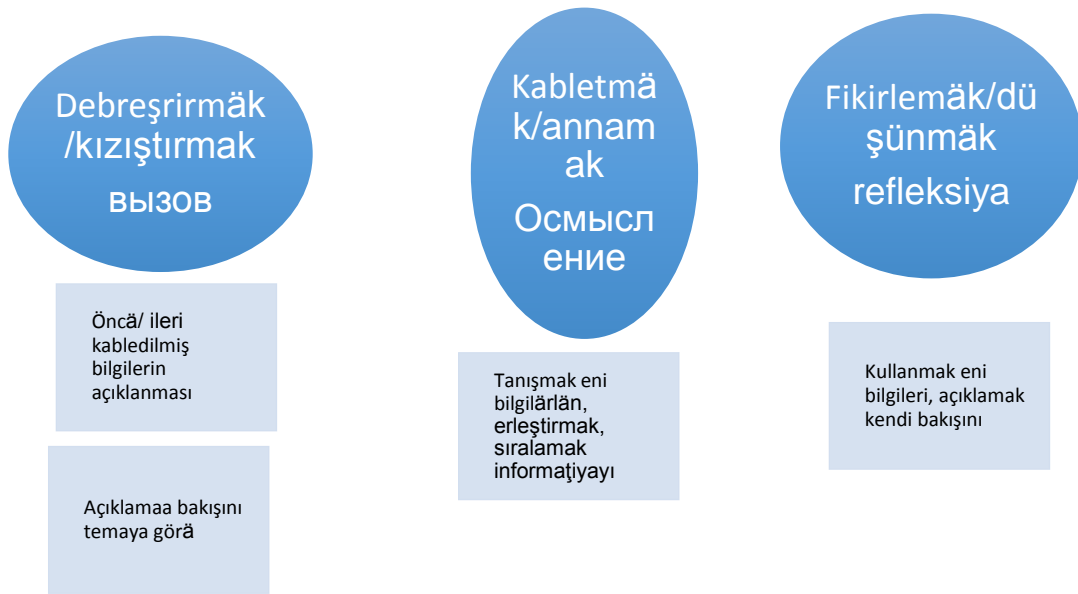 Debreşrirmäk
/kızıştırmak
вызов
Öncä/ ileri
kabledilmiş
bilgilerin
açıklanması
Açıklamaa bakışını
temaya görä
Kabletmä
k/annam
ak
Осмысл
ение
Tanışmak eni
bilgilärlän,
erleştirmak,
sıralamak
informaţiyayı
Fikirlemäk/dü
şünmäk
refleksiya
Kullanmak eni
bilgileri, açıklamak
kendi bakışını